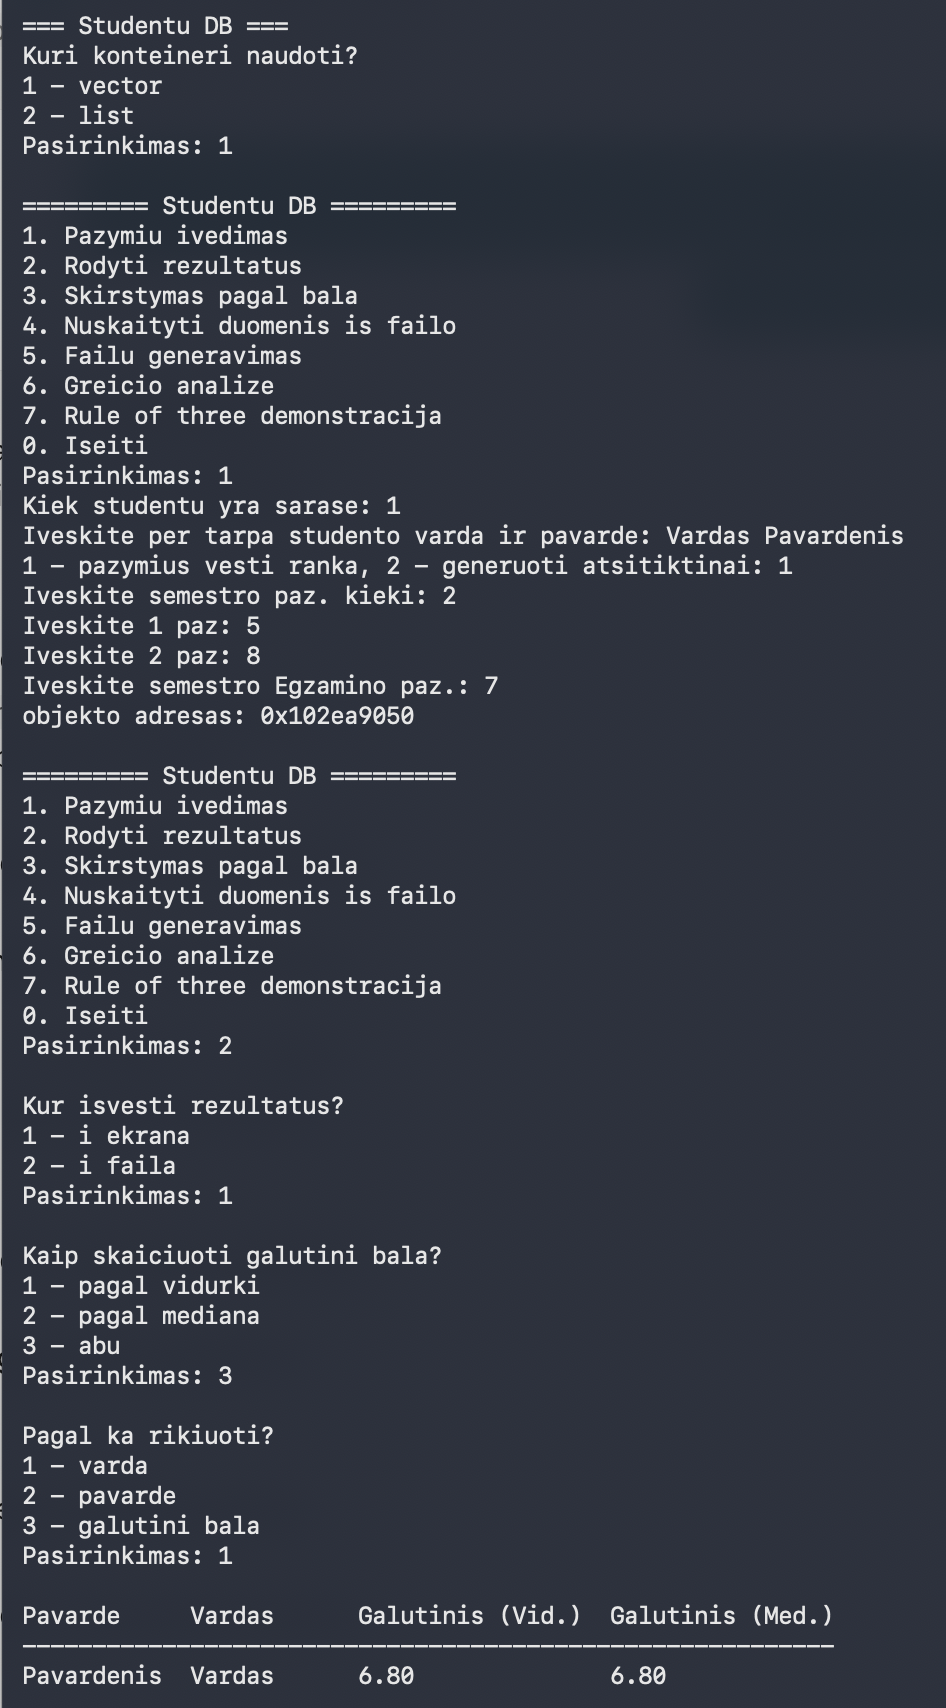 === Studentu DB ===
Kuri konteineri naudoti?
1 – vector
2 – list
Pasirinkimas: 1
========= Studentu DB =========
1. Pazymiu ivedimas
2. Rodyti rezultatus
3. Skirstymas pagal bala
4. Nuskaityti duomenis is failo
5. Failu generavimas
6. Greicio analize
7. Rule of three demonstracija
0. Iseiti
Pasirinkimas: 1
Kiek studentu yra sarase: 1
Iveskite per tarpa studento varda ir pavarde: Vardas Pavardenis
1 – pazymius vesti ranka, 2 – generuoti atsitiktinai: 1
Iveskite semestro paz. kieki: 2
Iveskite 1 paz: 5
Iveskite 2 paz: 8
Iveskite semestro Egzamino paz.: 7
objekto adresas: 0x102ea9050
========= Studentu DB =========
1. Pazymiu ivedimas
2. Rodyti rezultatus
3. Skirstymas pagal bala
4. Nuskaityti duomenis is failo
5. Failu generavimas
6. Greicio analize
7. Rule of three demonstracija
0. Iseiti
Pasirinkimas: 2
Kur isvesti rezultatus?
1 – i ekrana
2 – i faila
Pasirinkimas: 1
Kaip skaiciuoti galutini bala?
1 – pagal vidurki
2 – pagal mediana
3 – abu
Pasirinkimas: 3
Pagal ka rikiuoti?
1 – varda
2 – pavarde
3 – galutini bala
Pasirinkimas: 1
Pavarde     Vardas      Galutinis (Vid.)  Galutinis (Med.)
----------------------------------------------------------
Pavardenis  Vardas      6.80              6.80